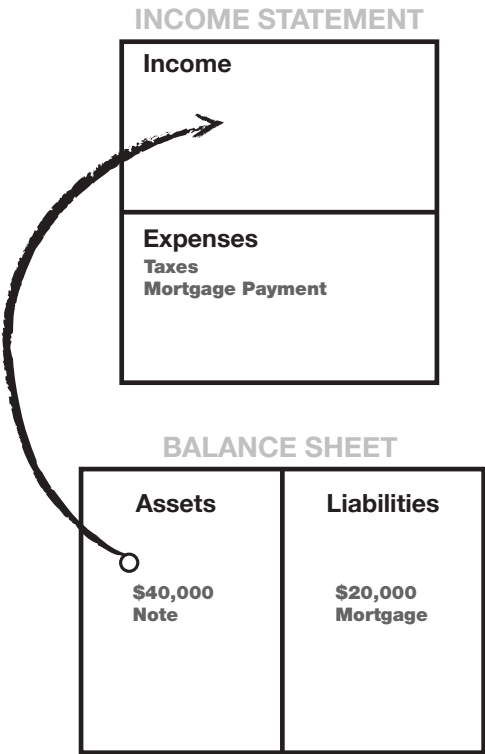 INCOME STATEMENT
Income
Expenses
Taxes
Mortgage Payment
BALANCE SHEET
Assets
$40,000
Note
Liabilities
$20,000
Mortgage